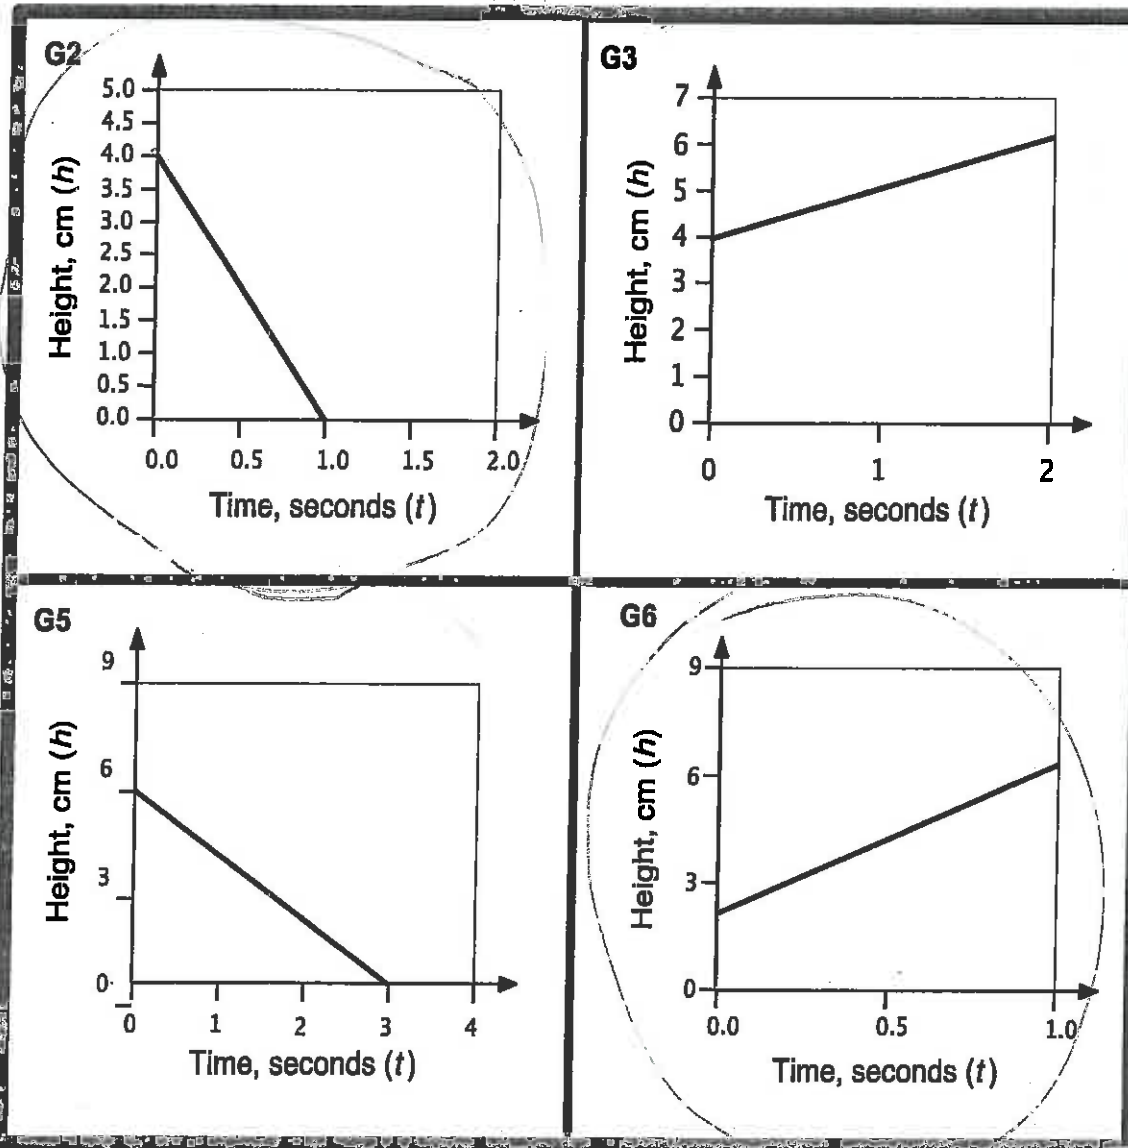 G2
5.0
4.5
4.0
3.5
3.0
2.5
2.0
1.5
1.0
0.5
0.0
Height, cm (h)
0.0 0.5 1.0 1.5 2.0
Time, seconds (t)
G3
7
6
5
4
3
2
1
0
Height, cm (h)
0 1 2
Time, seconds (t)
G5
9
6
3
0
Height, cm (h)
0 1 2 3 4
Time, seconds (t)
G6
9
6
3
0
Height, cm (h)
0.0 0.5 1.0
Time, seconds (t)